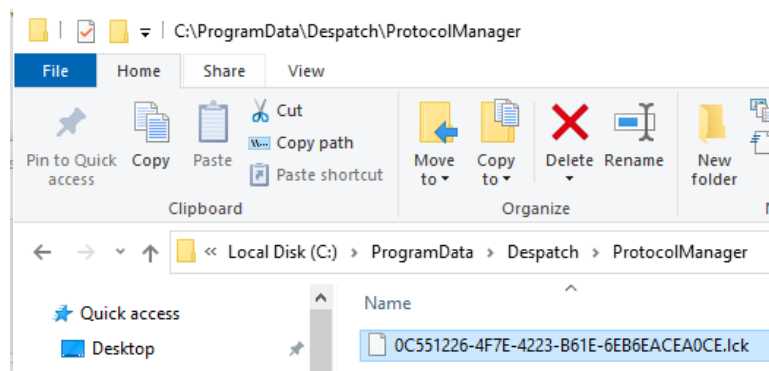 C:\ProgramData\Despatch\ProtocolManager
File Home Share View
Pin to Quick access
Copy
Paste
Cut
Copy path
Paste shortcut
Clipboard
Move to
Copy to
Delete
Rename
Organize
New folder
« Local Disk (C:) > ProgramData > Despatch > ProtocolManager
Quick access
Desktop
Name
0C551226-4F7E-4223-B61E-6EB6EACEA0CE.lck